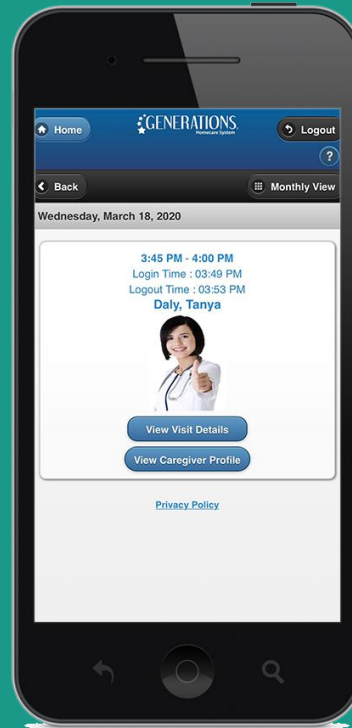 Home
GENERATIONS
Homecare System
Logout
?
Back
Monthly View
Wednesday, March 18, 2020
3:45 PM - 4:00 PM
Login Time : 03:49 PM
Logout Time : 03:53 PM
Daly, Tanya
View Visit Details
View Caregiver Profile
Privacy Policy